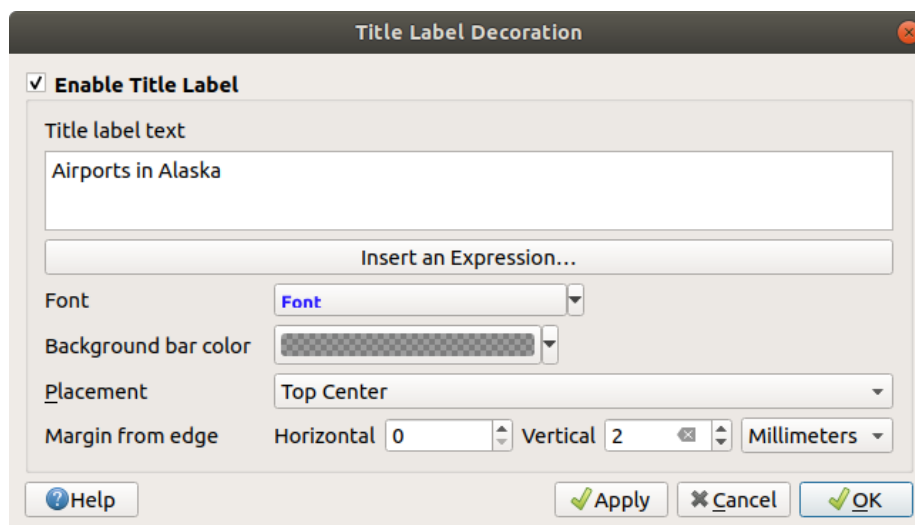 Title Label Decoration
Enable Title Label
Title label text
Airports in Alaska
Insert an Expression…
Font Font
Background bar color
Placement Top Center
Margin from edge Horizontal 0 Vertical 2 Millimeters
Help Apply Cancel OK